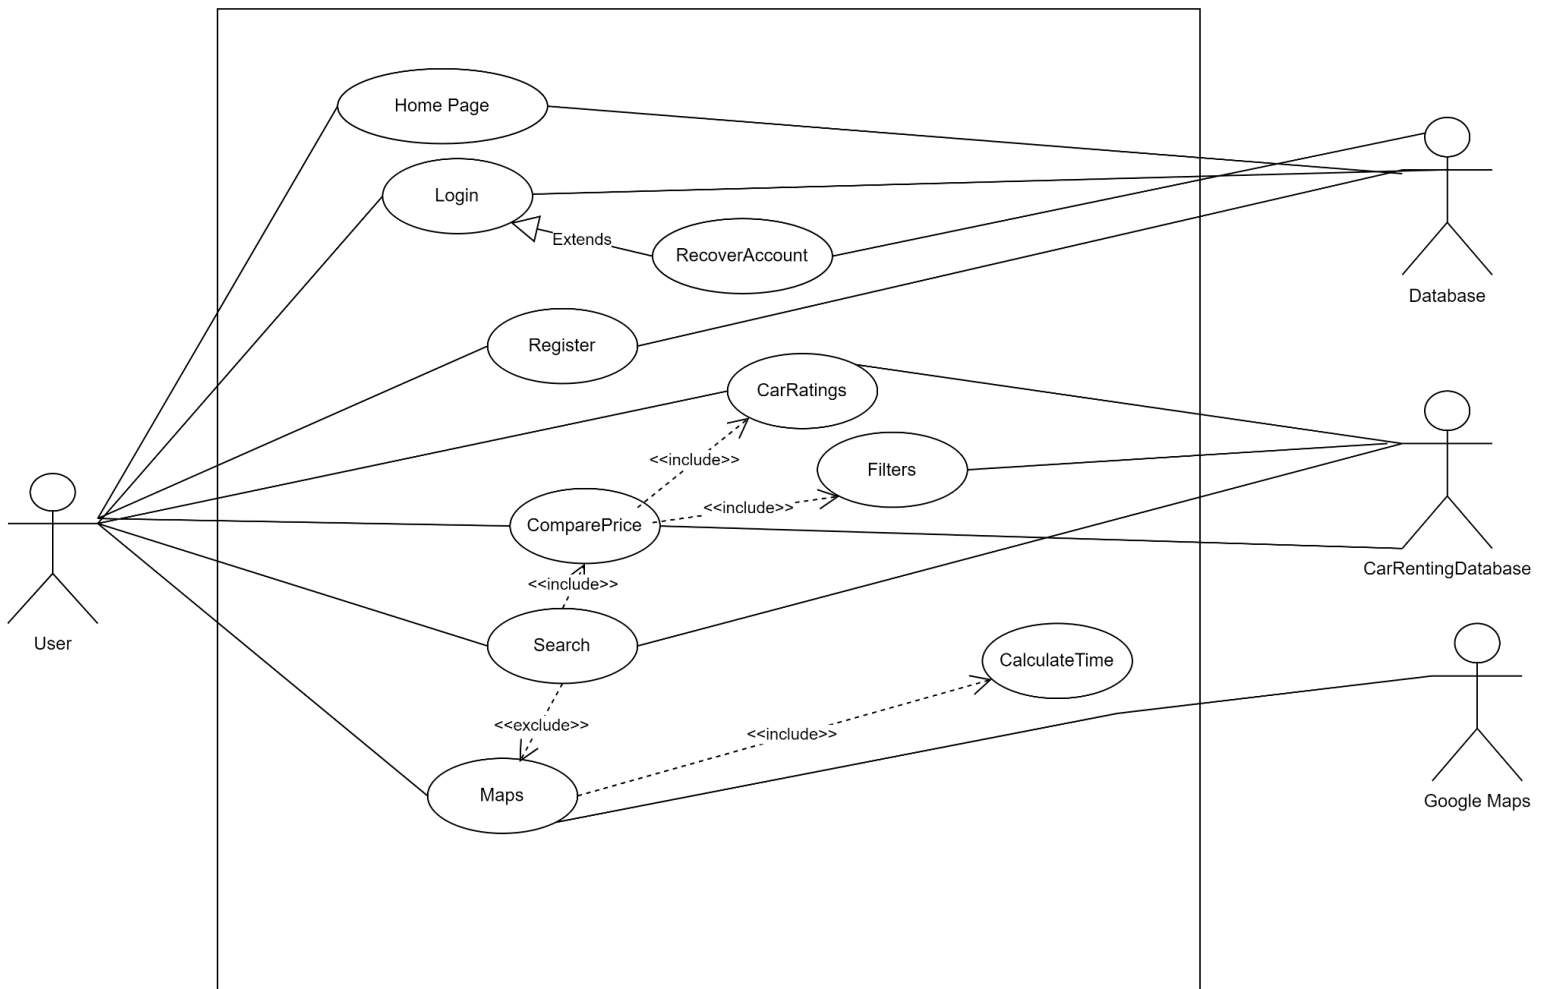 Home Page
Login
Extends
RecoverAccount
Database
Register
CarRatings
<<include>>
Filters
<<include>>
ComparePrice
CarRentingDatabase
<<include>>
User
Search
CalculateTime
<<exclude>>
<<include>>
Maps
Google Maps